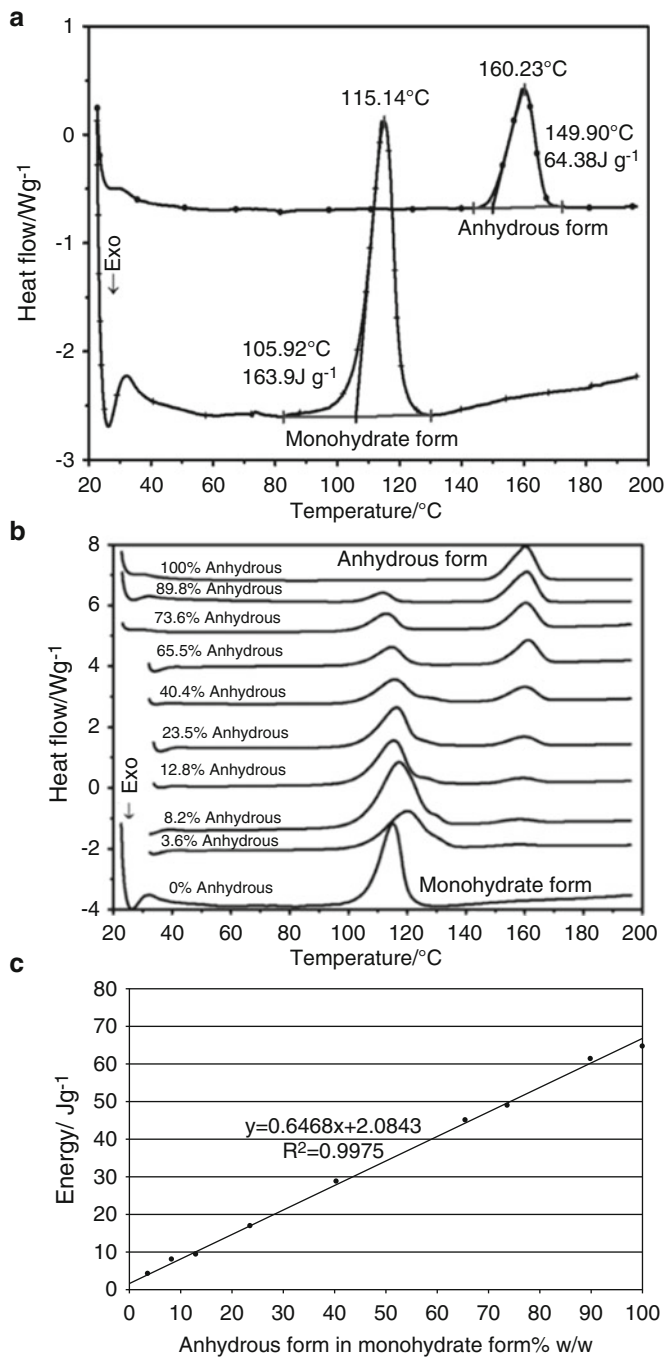 a
1
0
-1
-2
-3
Heat flow/Wg-1
↓Exo
115.14°C
160.23°C
149.90°C
64.38J g-1
Anhydrous form
105.92°C
163.9J g-1
Monohydrate form
20 40 60 80 100 120 140 160 180 200
Temperature/°C
b
8
6
4
2
0
-2
-4
Heat flow/Wg-1
↓ Exo
Anhydrous form
100% Anhydrous
89.8% Anhydrous
73.6% Anhydrous
65.5% Anhydrous
40.4% Anhydrous
23.5% Anhydrous
12.8% Anhydrous
8.2% Anhydrous
3.6% Anhydrous
0% Anhydrous
Monohydrate form
20 40 60 80 100 120 140 160 180 200
Temperature/°C
c
80
70
60
50
40
30
20
10
0
Energy/ Jg-1
y=0.6468x+2.0843
R2=0.9975
0 10 20 30 40 50 60 70 80 90 100
Anhydrous form in monohydrate form% w/w